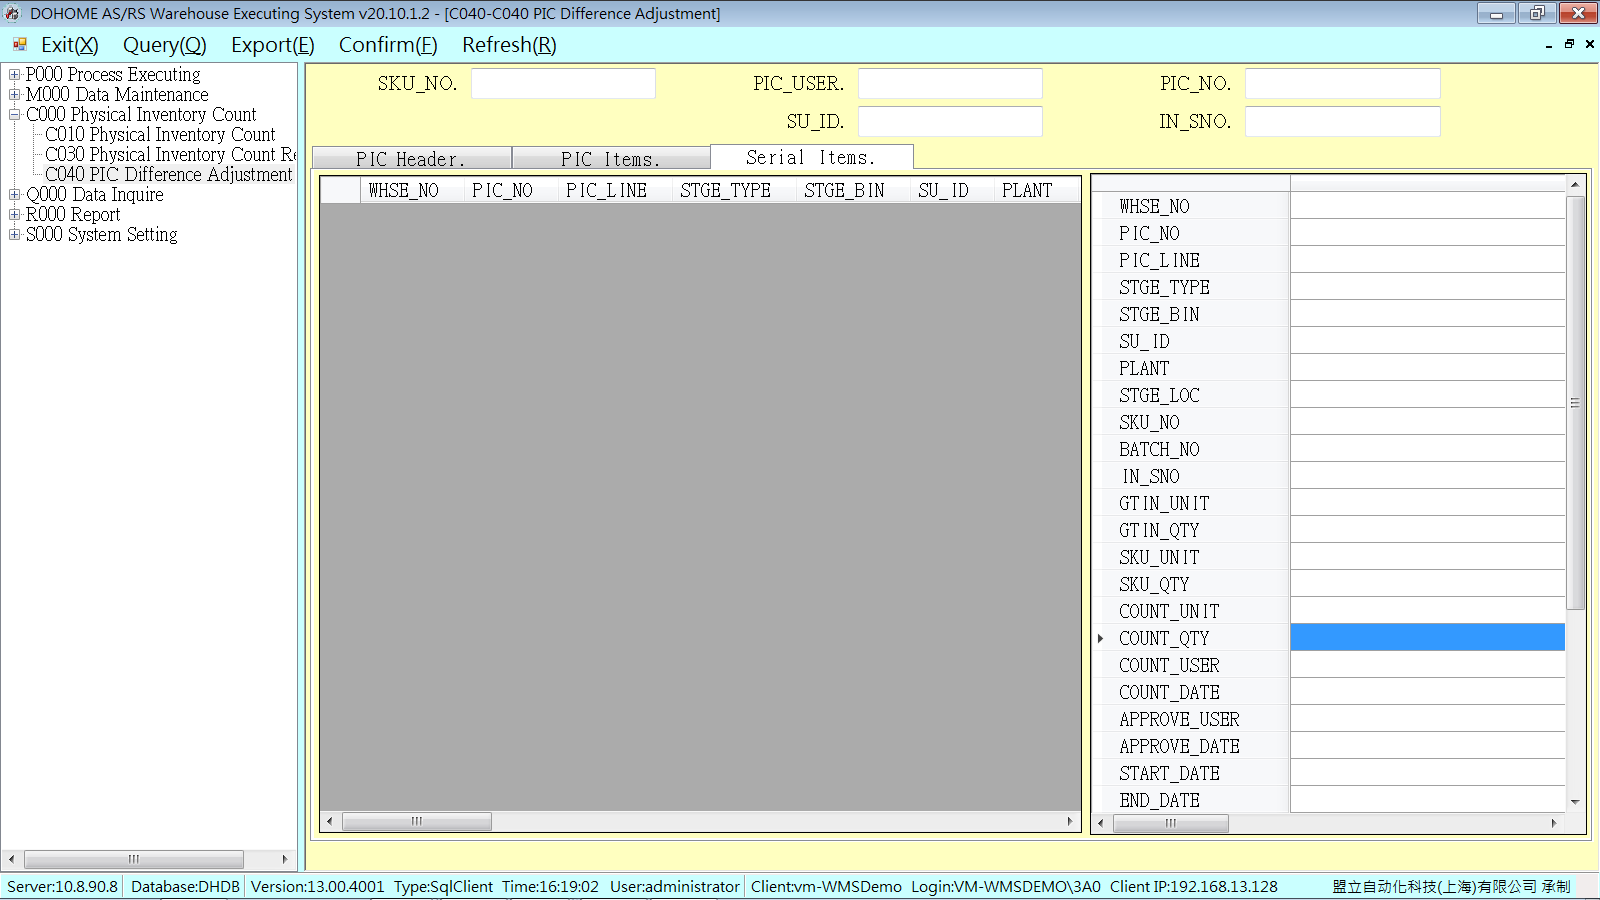 DOHOME AS/RS Warehouse Executing System v20.10.1.2 - [C040-C040 PIC Difference Adjustment]
Exit(X) Query(Q) Export(E) Confirm(F) Refresh(R)
P000 Process Executing
M000 Data Maintenance
C000 Physical Inventory Count
C010 Physical Inventory Count
C030 Physical Inventory Count Re
C040 PIC Difference Adjustment
Q000 Data Inquire
R000 Report
S000 System Setting
SKU_NO. PIC_USER. PIC_NO.
SU_ID. IN_SNO.
PIC Header. PIC Items. Serial Items.
WHSE_NO PIC_NO PIC_LINE STGE_TYPE STGE_BIN SU_ID PLANT
WHSE_NO
PIC_NO
PIC_LINE
STGE_TYPE
STGE_BIN
SU_ID
PLANT
STGE_LOC
SKU_NO
BATCH_NO
IN_SNO
GTIN_UNIT
GTIN_QTY
SKU_UNIT
SKU_QTY
COUNT_UNIT
COUNT_QTY
COUNT_USER
COUNT_DATE
APPROVE_USER
APPROVE_DATE
START_DATE
END_DATE
Server:10.8.90.8 Database:DHDB Version:13.00.4001 Type:SqlClient Time:16:19:02 User:administrator Client:vm-WMSDemo Login:VM-WMSDEMO\3A0 Client IP:192.168.13.128 盟立自动化科技(上海)有限公司 承制